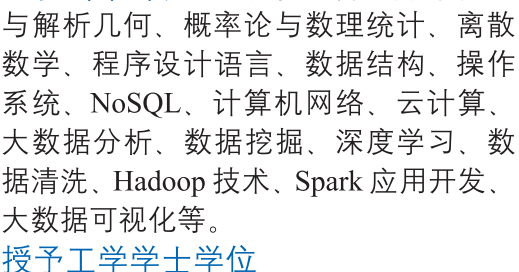 与解析几何、概率论与数理统计、离散
数学、程序设计语言、数据结构、操作
系统、NoSQL、计算机网络、云计算、
大数据分析、数据挖掘、深度学习、数
据清洗、Hadoop 技术、Spark 应用开发、
大数据可视化等。
授予工学学士学位